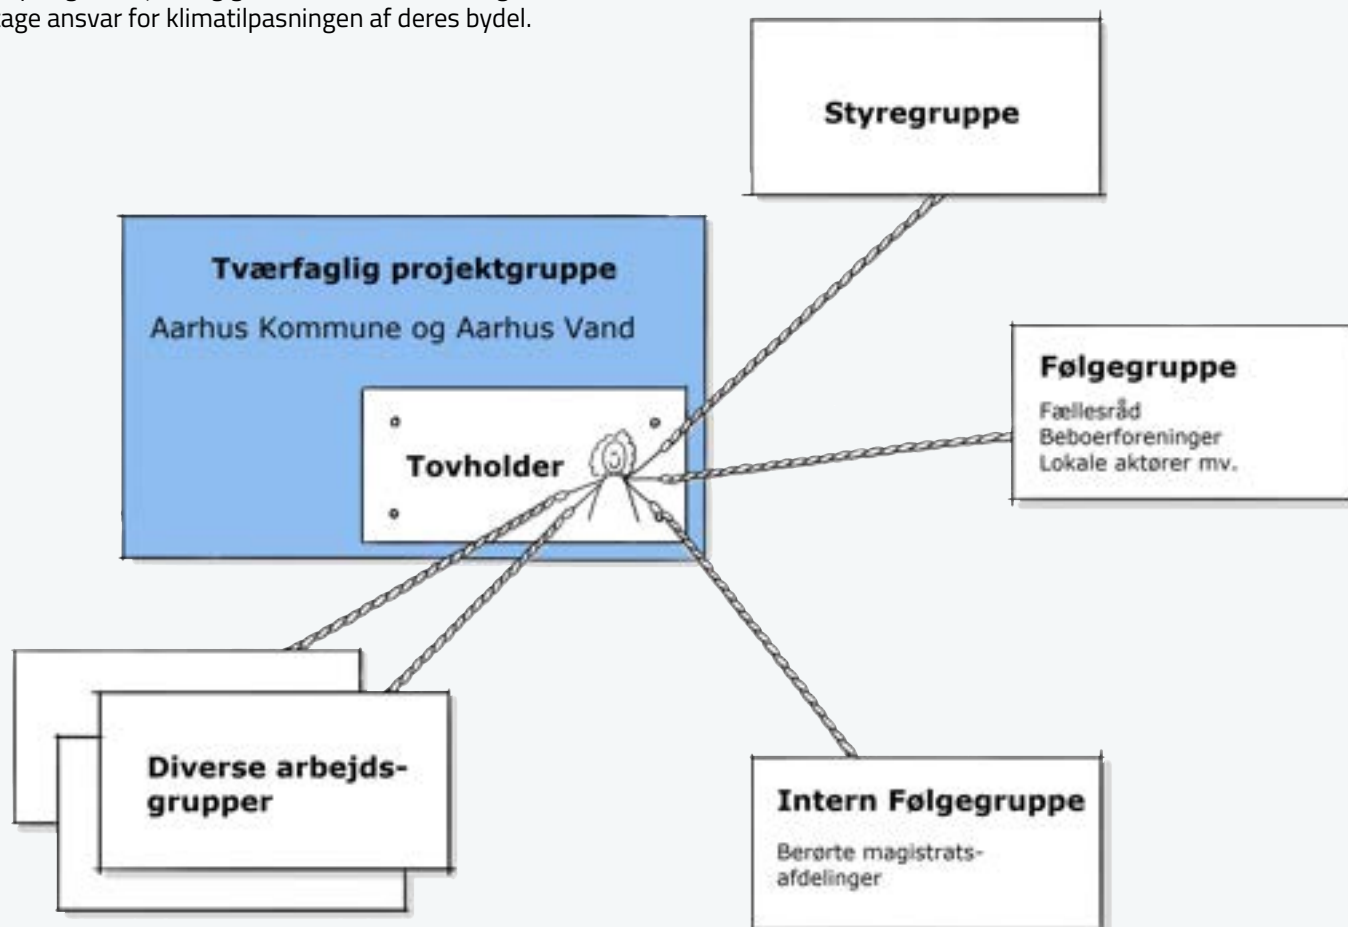 tage ansvar for klimatilpasningen af deres bydel.
Styregruppe
Tværfaglig projektgruppe
Aarhus Kommune og Aarhus Vand
Tovholder
Følgegruppe
Fællesråd
Beboerforeninger
Lokale aktører mv.
Diverse arbejds-
grupper
Intern Følgegruppe
Berørte magistrats-
afdelinger